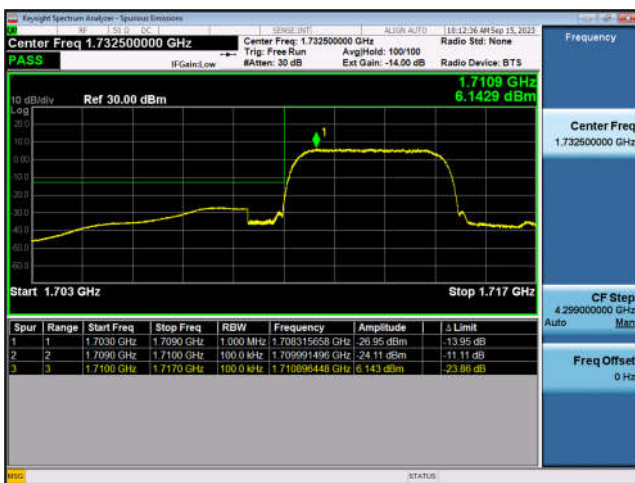 Keysight Spectrum Analyzer - Spurious Emissions
RF 50 Ω DC SENSE:INT ALIGN AUTO 10:12:36 AM Sep 15, 2023
Center Freq 1.732500000 GHz
Center Freq: 1.732500000 GHz
Radio Std: None
Trig: Free Run
Avg|Hold: 100/100
PASS
IFGain:Low
#Atten: 30 dB
Ext Gain: -14.00 dB
Radio Device: BTS
1.7109 GHz
6.1429 dBm
10 dB/div
Ref 30.00 dBm
Log
20.0
10.0
0.00
-10.0
-20.0
-30.0
-40.0
-50.0
-60.0
1
Start 1.703 GHz
Stop 1.717 GHz
Spur Range Start Freq Stop Freq RBW Frequency Amplitude Δ Limit
1 1 1.7030 GHz 1.7090 GHz 1.000 MHz 1.708315658 GHz -26.95 dBm -13.95 dB
2 2 1.7090 GHz 1.7100 GHz 100.0 kHz 1.709991496 GHz -24.11 dBm -11.11 dB
3 3 1.7100 GHz 1.7170 GHz 100.0 kHz 1.710896448 GHz 6.143 dBm -23.86 dB
MSG
STATUS
Frequency
Center Freq
1.732500000 GHz
CF Step
4.299000000 GHz
Auto Man
Freq Offset
0 Hz